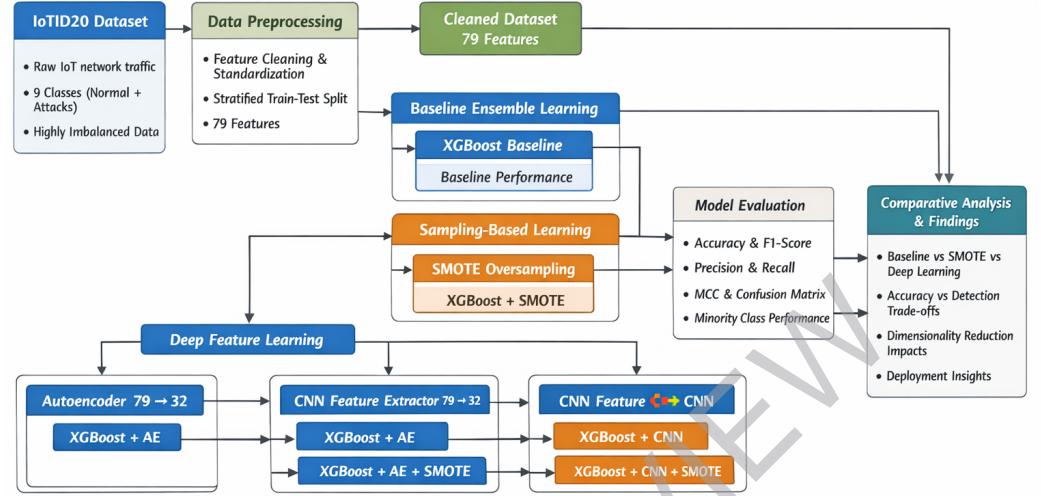 IoTID20 Dataset
• Raw IoT network traffic
• 9 Classes (Normal +
Attacks)
• Highly Imbalanced Data
Data Preprocessing
• Feature Cleaning &
Standardization
• Stratified Train-Test Split
• 79 Features
Cleaned Dataset
79 Features
Baseline Ensemble Learning
XGBoost Baseline
Baseline Performance
Sampling-Based Learning
SMOTE Oversampling
XGBoost + SMOTE
Model Evaluation
• Accuracy & F1-Score
• Precision & Recall
• MCC & Confusion Matrix
• Minority Class Performance
Comparative Analysis
& Findings
• Baseline vs SMOTE vs
Deep Learning
• Accuracy vs Detection
Trade-offs
• Dimensionality Reduction
Impacts
• Deployment Insights
Deep Feature Learning
Autoencoder 79 → 32
XGBoost + AE
CNN Feature Extractor 79 → 32
XGBoost + AE
XGBoost + AE + SMOTE
CNN Feature → CNN
XGBoost + CNN
XGBoost + CNN + SMOTE
IEW